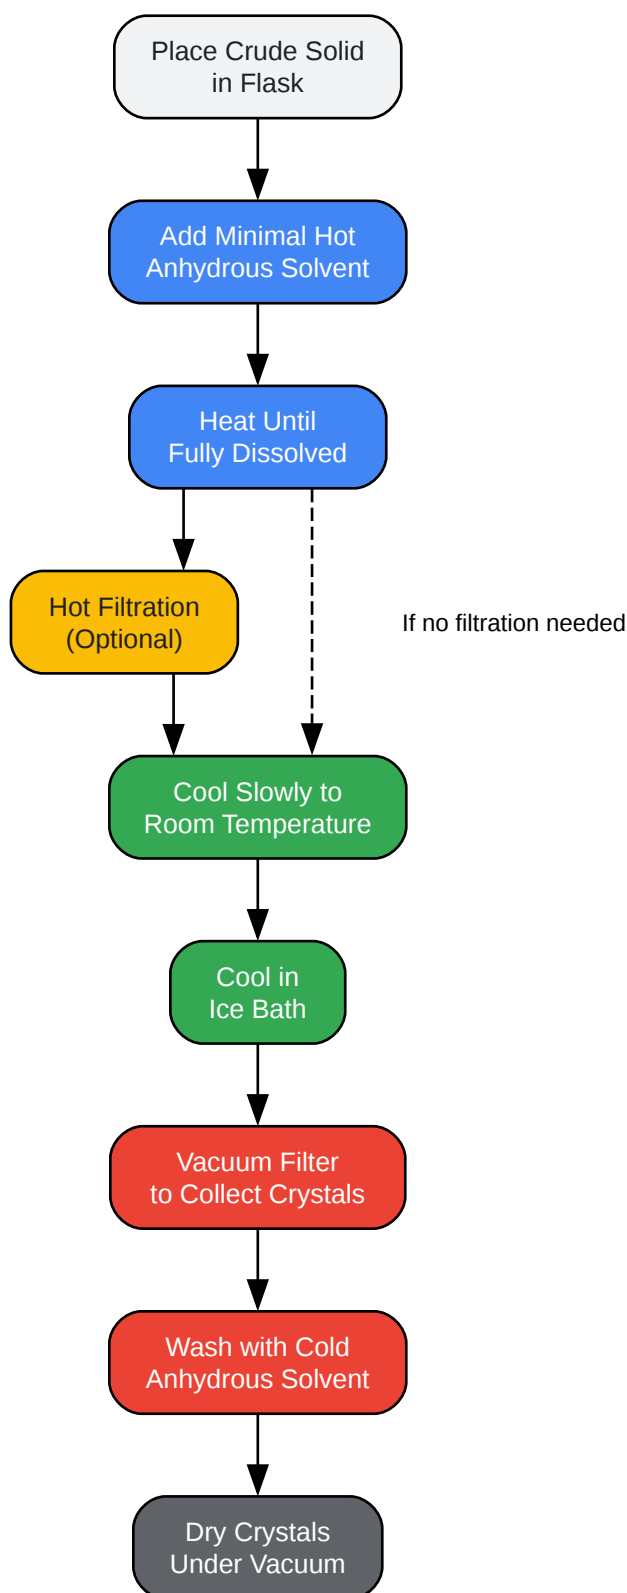 Place Crude Solid
in Flask
Add Minimal Hot
Anhydrous Solvent
Heat Until
Fully Dissolved
Hot Filtration
(Optional)
If no filtration needed
Cool Slowly to
Room Temperature
Cool in
Ice Bath
Vacuum Filter
to Collect Crystals
Wash with Cold
Anhydrous Solvent
Dry Crystals
Under Vacuum